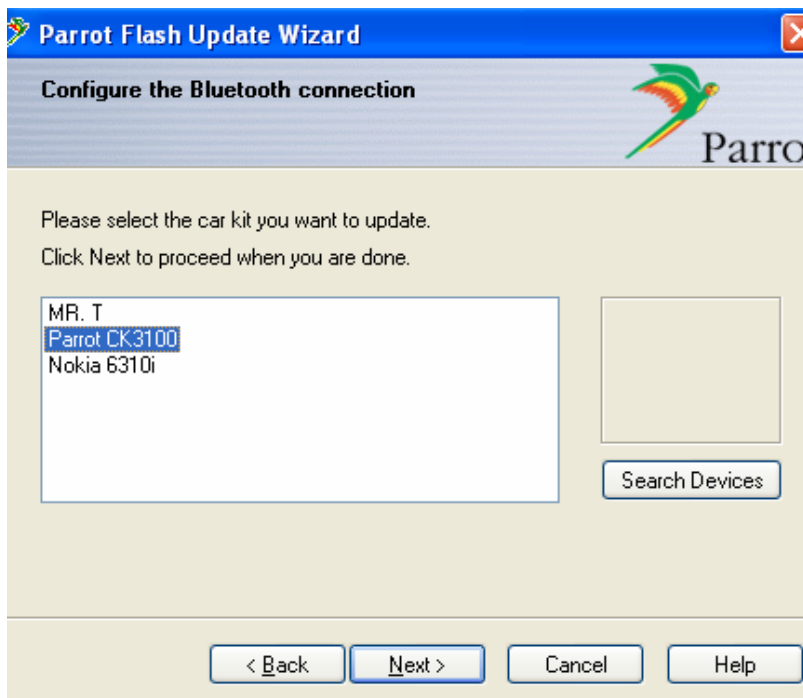 Parrot Flash Update Wizard
Configure the Bluetooth connection
Parro
Please select the car kit you want to update.
Click Next to proceed when you are done.
MR. T
Parrot CK3100
Nokia 6310i
Search Devices
< Back
Next >
Cancel
Help